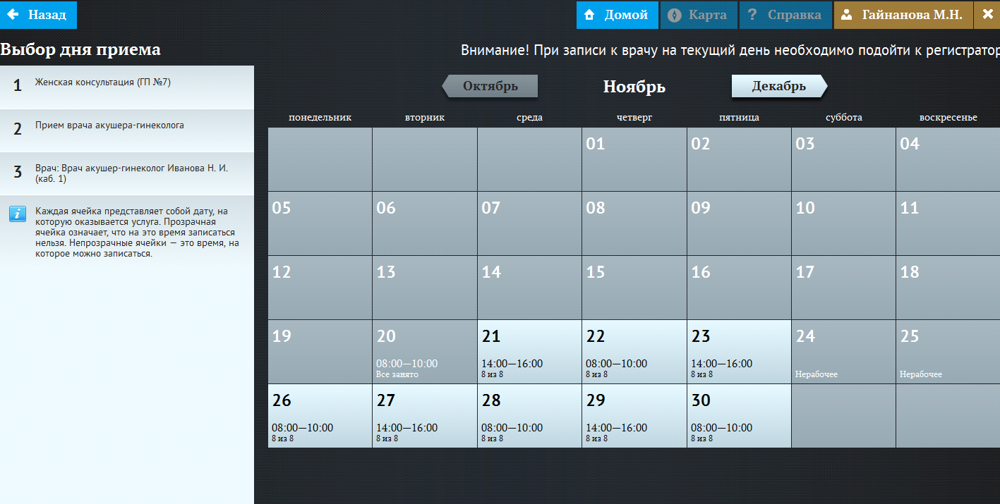 Назад
Домой
Карта
? Справка
Гайнанова М.Н.
Выбор дня приема
Внимание! При записи к врачу на текущий день необходимо подойти к регистратор
1 Женская консультация (ГП №7)
2 Прием врача акушера-гинеколога
3 Врач: Врач акушер-гинеколог Иванова Н. И.
(каб. 1)
i Каждая ячейка представляет собой дату, на
которую оказывается услуга. Прозрачная
ячейка означает, что на это время записаться
нельзя. Непрозрачные ячейки — это время, на
которое можно записаться.
Октябрь Ноябрь Декабрь
понедельник вторник среда четверг пятница суббота воскресенье
01 02 03 04
05 06 07 08 09 10 11
12 13 14 15 16 17 18
19 20 21 22 23 24 25
08:00—10:00 14:00—16:00 08:00—10:00 14:00—16:00
Все занято 8 из 8 8 из 8 8 из 8 Нерабочее Нерабочее
26 27 28 29 30
08:00—10:00 14:00—16:00 08:00—10:00 14:00—16:00 08:00—10:00
8 из 8 8 из 8 8 из 8 8 из 8 8 из 8